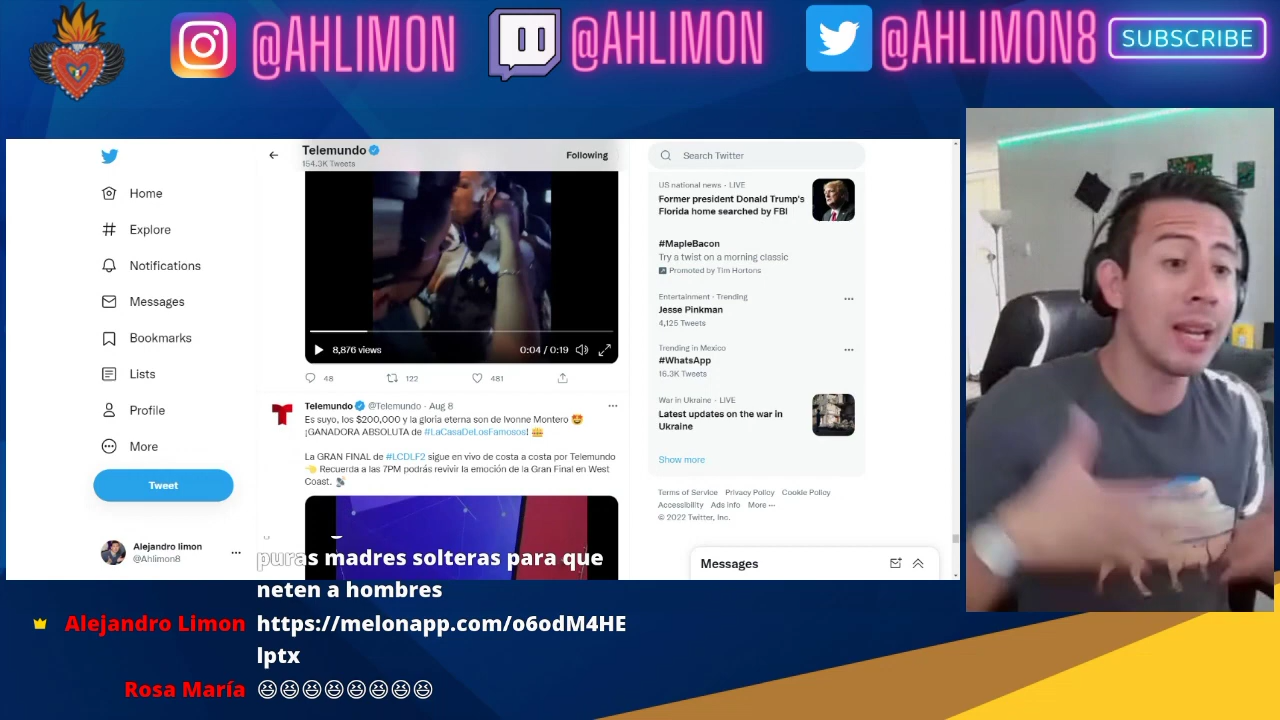 @AHLIMON
@AHLIMON
@AHLIMON8
SUBSCRIBE
Telemundo
154.3K Tweets
Following
Home
Explore
Notifications
Messages
Bookmarks
Lists
Profile
More
Tweet
Alejandro limon
@Ahlimon8
8,876 views
0:04 / 0:19
48
122
481
Telemundo @Telemundo · Aug 8
Es suyo, los $200,000 y la gloria eterna son de Ivonne Montero 🤩
¡GANADORA ABSOLUTA de #LaCasaDeLosFamosos! 👑
La GRAN FINAL de #LCDLF2 sigue en vivo de costa a costa por Telemundo
👈 Recuerda a las 7PM podrás revivir la emoción de la Gran Final en West
Coast.
Search Twitter
US national news · LIVE
Former president Donald Trump's
Florida home searched by FBI
#MapleBacon
Try a twist on a morning classic
Promoted by Tim Hortons
Entertainment · Trending
Jesse Pinkman
4,125 Tweets
Trending in Mexico
#WhatsApp
16.3K Tweets
War in Ukraine · LIVE
Latest updates on the war in
Ukraine
Show more
Terms of Service Privacy Policy Cookie Policy
Accessibility Ads info More ···
© 2022 Twitter, Inc.
Messages
puras madres solteras para que
neten a hombres
Alejandro Limon https://melonapp.com/o6odM4HE
lptx
Rosa María 😆😆😆😆😆😆😆😆